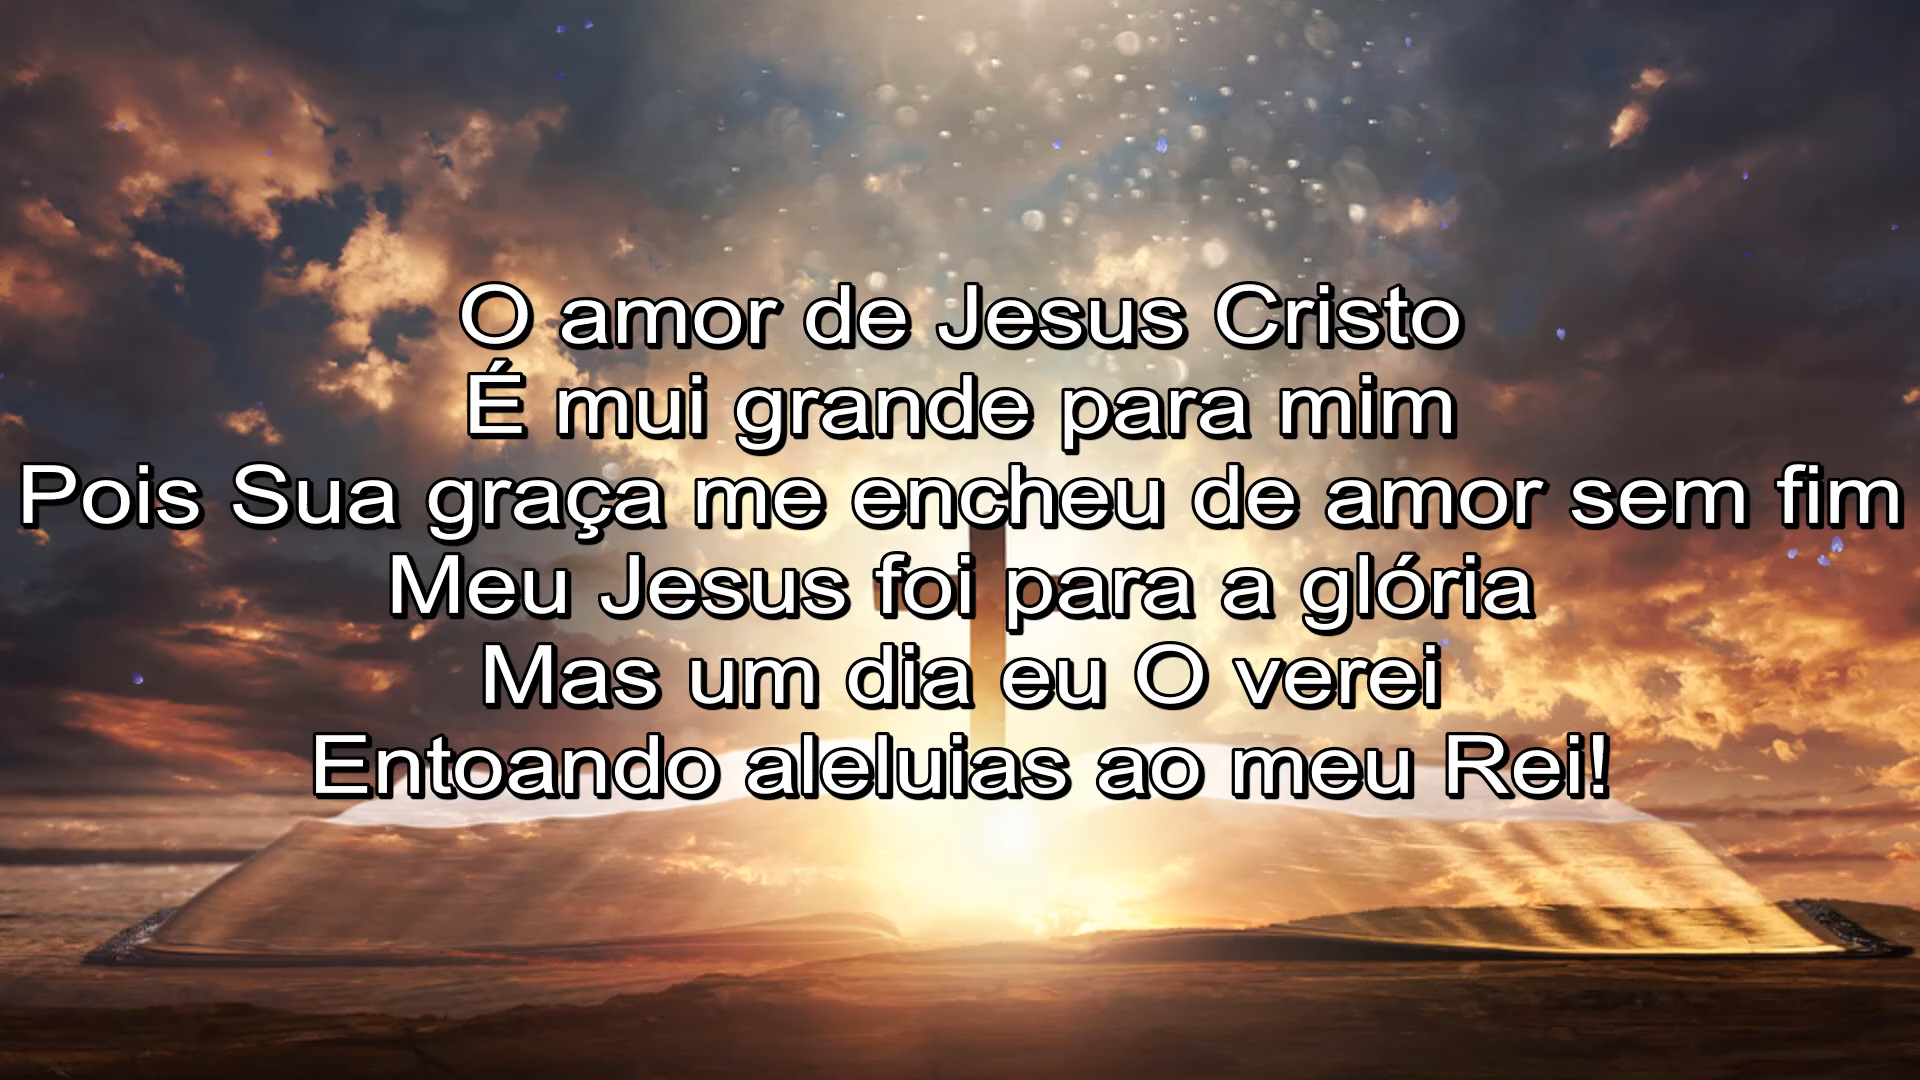 O amor de Jesus Cristo
É mui grande para mim
Pois Sua graça me encheu de amor sem fim
Meu Jesus foi para a glória
Mas um dia eu O verei
Entoando aleluias ao meu Rei!